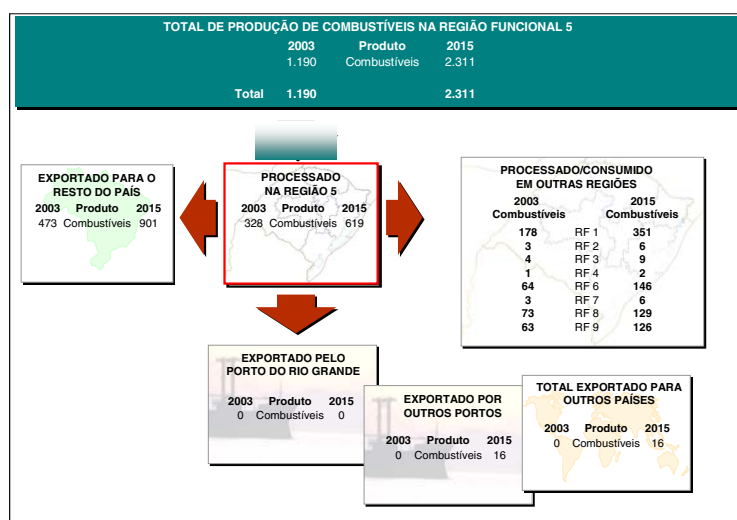 TOTAL DE PRODUÇÃO DE COMBUSTÍVEIS NA REGIÃO FUNCIONAL 5
2003 Produto 2015
1.190 Combustíveis 2.311
Total 1.190 2.311
EXPORTADO PARA O
RESTO DO PAÍS
2003 Produto 2015
473 Combustíveis 901
PROCESSADO
NA REGIÃO 5
2003 Produto 2015
328 Combustíveis 619
PROCESSADO/CONSUMIDO
EM OUTRAS REGIÕES
2003 2015
Combustíveis Combustíveis
178 RF 1 351
3 RF 2 6
4 RF 3 9
1 RF 4 2
64 RF 6 146
3 RF 7 6
73 RF 8 129
63 RF 9 126
EXPORTADO PELO
PORTO DO RIO GRANDE
2003 Produto 2015
0 Combustíveis 0
EXPORTADO POR
OUTROS PORTOS
2003 Produto 2015
0 Combustíveis 16
TOTAL EXPORTADO PARA
OUTROS PAÍSES
2003 Produto 2015
0 Combustíveis 16